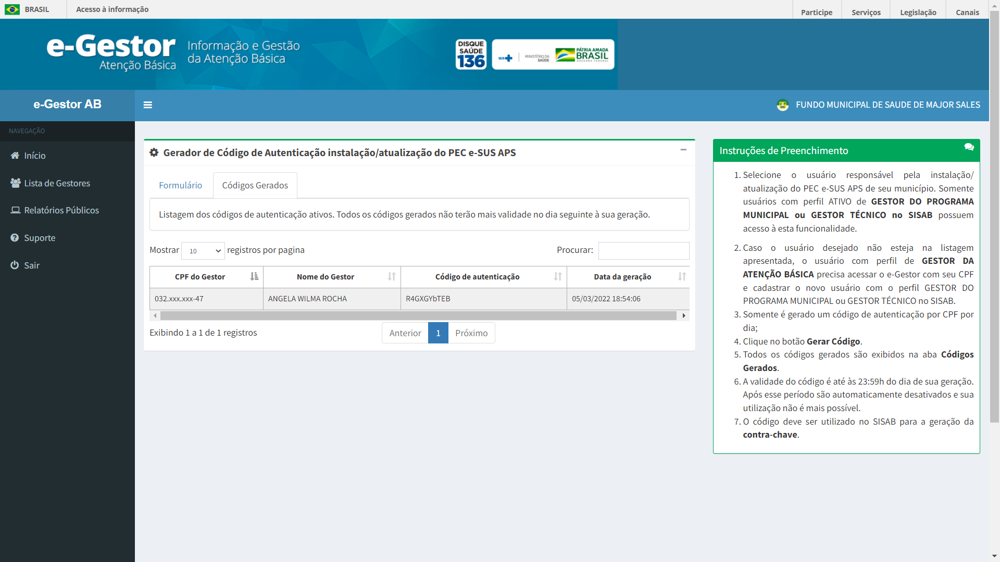 BRASIL
Acesso à informação
Participe
Serviços
Legislação
Canais
e-Gestor
Atenção Básica
Informação e Gestão
da Atenção Básica
DISQUE
SAÚDE
136
SUS
MINISTÉRIO DA
SAÚDE
PÁTRIA AMADA
BRASIL
GOVERNO FEDERAL
e-Gestor AB
FUNDO MUNICIPAL DE SAUDE DE MAJOR SALES
NAVEGAÇÃO
Início
Lista de Gestores
Relatórios Públicos
Suporte
Sair
Gerador de Código de Autenticação instalação/atualização do PEC e-SUS APS
Formulário
Códigos Gerados
Listagem dos códigos de autenticação ativos. Todos os códigos gerados não terão mais validade no dia seguinte à sua geração.
Mostrar 10 registros por pagina
Procurar:
CPF do Gestor
Nome do Gestor
Código de autenticação
Data da geração
032.xxx.xxx-47
ANGELA WILMA ROCHA
R4GXGYbTEB
05/03/2022 18:54:06
Exibindo 1 a 1 de 1 registros
Anterior
1
Próximo
Instruções de Preenchimento
1. Selecione o usuário responsável pela instalação/
atualização do PEC e-SUS APS de seu município. Somente
usuários com perfil ATIVO de GESTOR DO PROGRAMA
MUNICIPAL ou GESTOR TÉCNICO no SISAB possuem
acesso à esta funcionalidade.
2. Caso o usuário desejado não esteja na listagem
apresentada, o usuário com perfil de GESTOR DA
ATENÇÃO BÁSICA precisa acessar o e-Gestor com seu CPF
e cadastrar o novo usuário com o perfil GESTOR DO
PROGRAMA MUNICIPAL ou GESTOR TÉCNICO no SISAB.
3. Somente é gerado um código de autenticação por CPF por
dia;
4. Clique no botão Gerar Código.
5. Todos os códigos gerados são exibidos na aba Códigos
Gerados.
6. A validade do código é até às 23:59h do dia de sua geração.
Após esse período são automaticamente desativados e sua
utilização não é mais possível.
7. O código deve ser utilizado no SISAB para a geração da
contra-chave.